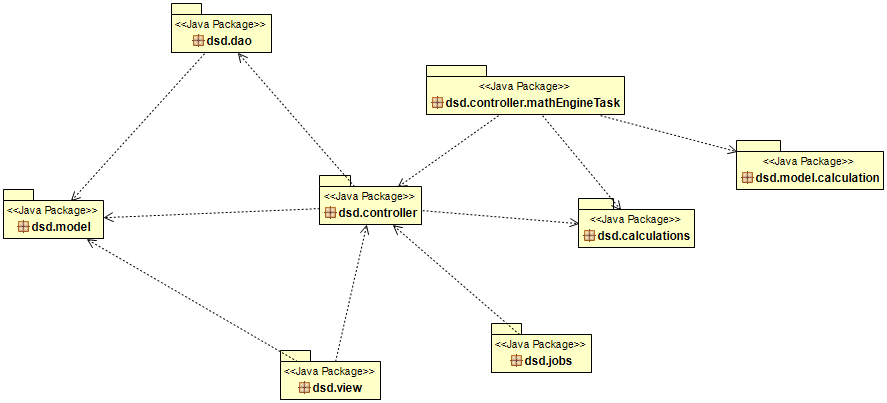 <<Java Package>>
dsd.dao
<<Java Package>>
dsd.controller.mathEngineTask
<<Java Package>>
dsd.model.calculation
<<Java Package>>
dsd.model
<<Java Package>>
dsd.controller
<<Java Package>>
dsd.calculations
<<Java Package>>
dsd.jobs
<<Java Package>>
dsd.view